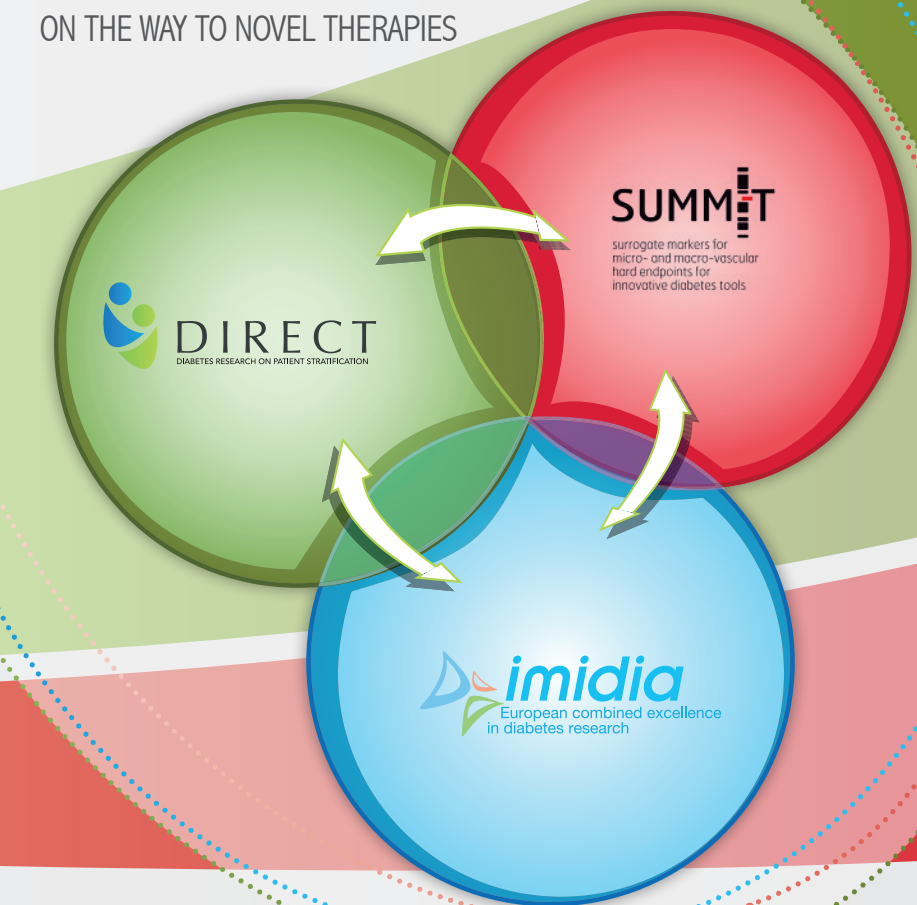 ON THE WAY TO NOVEL THERAPIES
SUMMIT
surrogate markers for
micro- and macro-vascular
hard endpoints for
innovative diabetes tools
DIRECT
DIABETES RESEARCH ON PATIENT STRATIFICATION
imidia
European combined excellence
in diabetes research